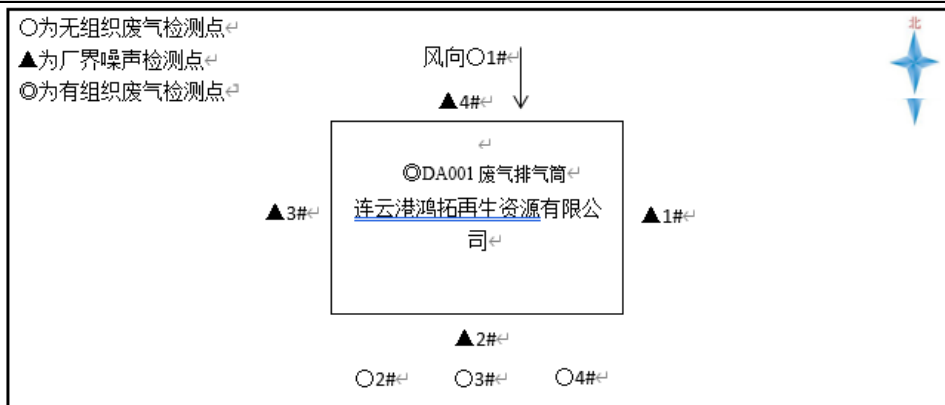 ○为无组织废气检测点↵
▲为厂界噪声检测点↵
◎为有组织废气检测点↵
北
风向○1#↵
▲4#↵
↵
◎DA001 废气排气筒↵
连云港鸿拓再生资源有限公
司↵
▲3#↵
▲1#↵
▲2#↵
○2#↵ ○3#↵ ○4#↵